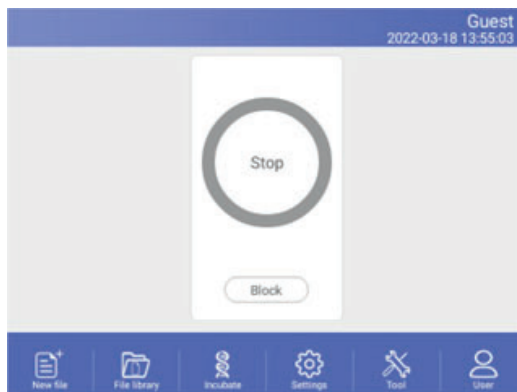 Guest
2022-03-18 13:55:03
Stop
Block
New file File library Incubate Settings Tool User